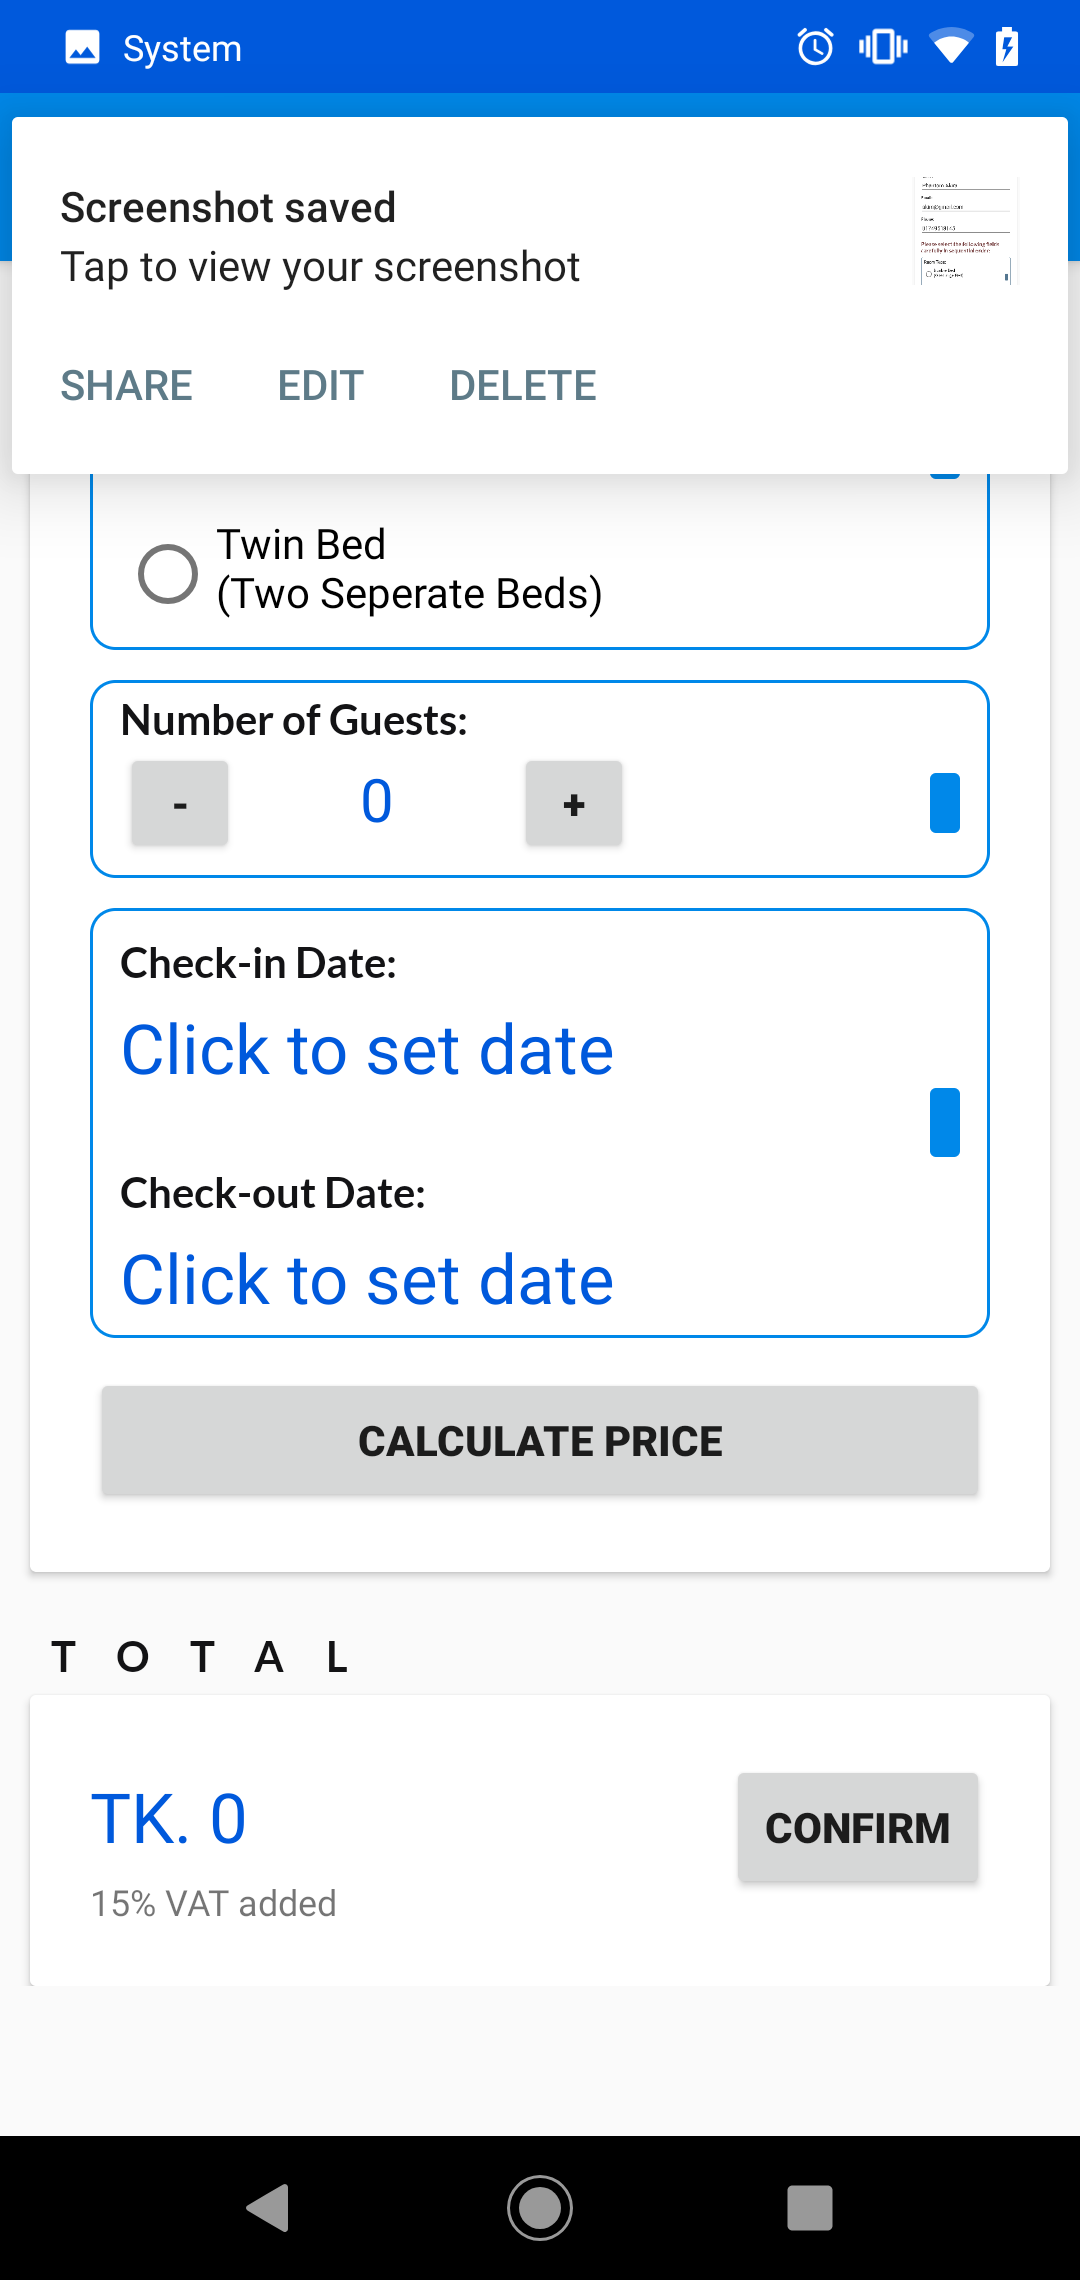 System
Screenshot saved
Tap to view your screenshot
SHARE EDIT DELETE
Twin Bed
(Two Seperate Beds)
Number of Guests:
- 0 +
Check-in Date:
Click to set date
Check-out Date:
Click to set date
CALCULATE PRICE
T O T A L
TK. 0
CONFIRM
15% VAT added